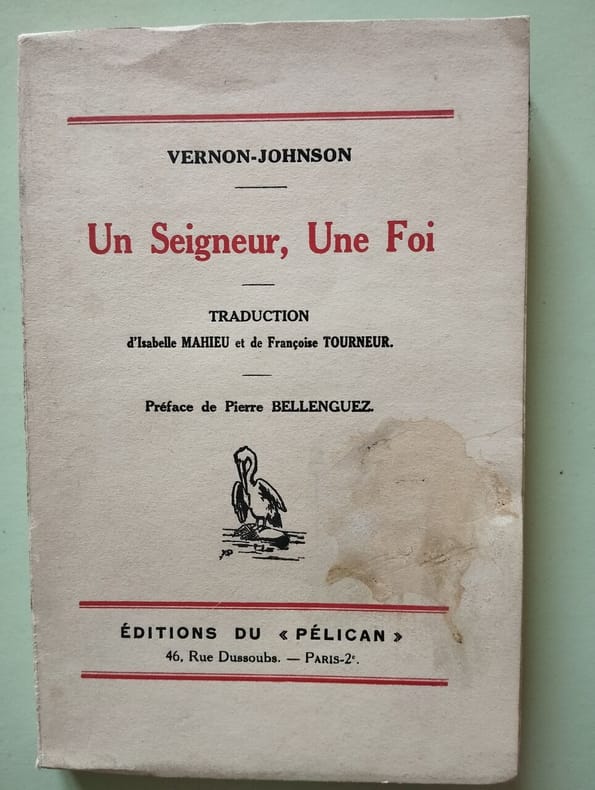 VERNON-JOHNSON
Un Seigneur, Une Foi
TRADUCTION
d'Isabelle MAHIEU et de Françoise TOURNEUR.
Préface de Pierre BELLENGUEZ.
ÉDITIONS DU « PÉLICAN »
46, Rue Dussoubs. — PARIS-2e.